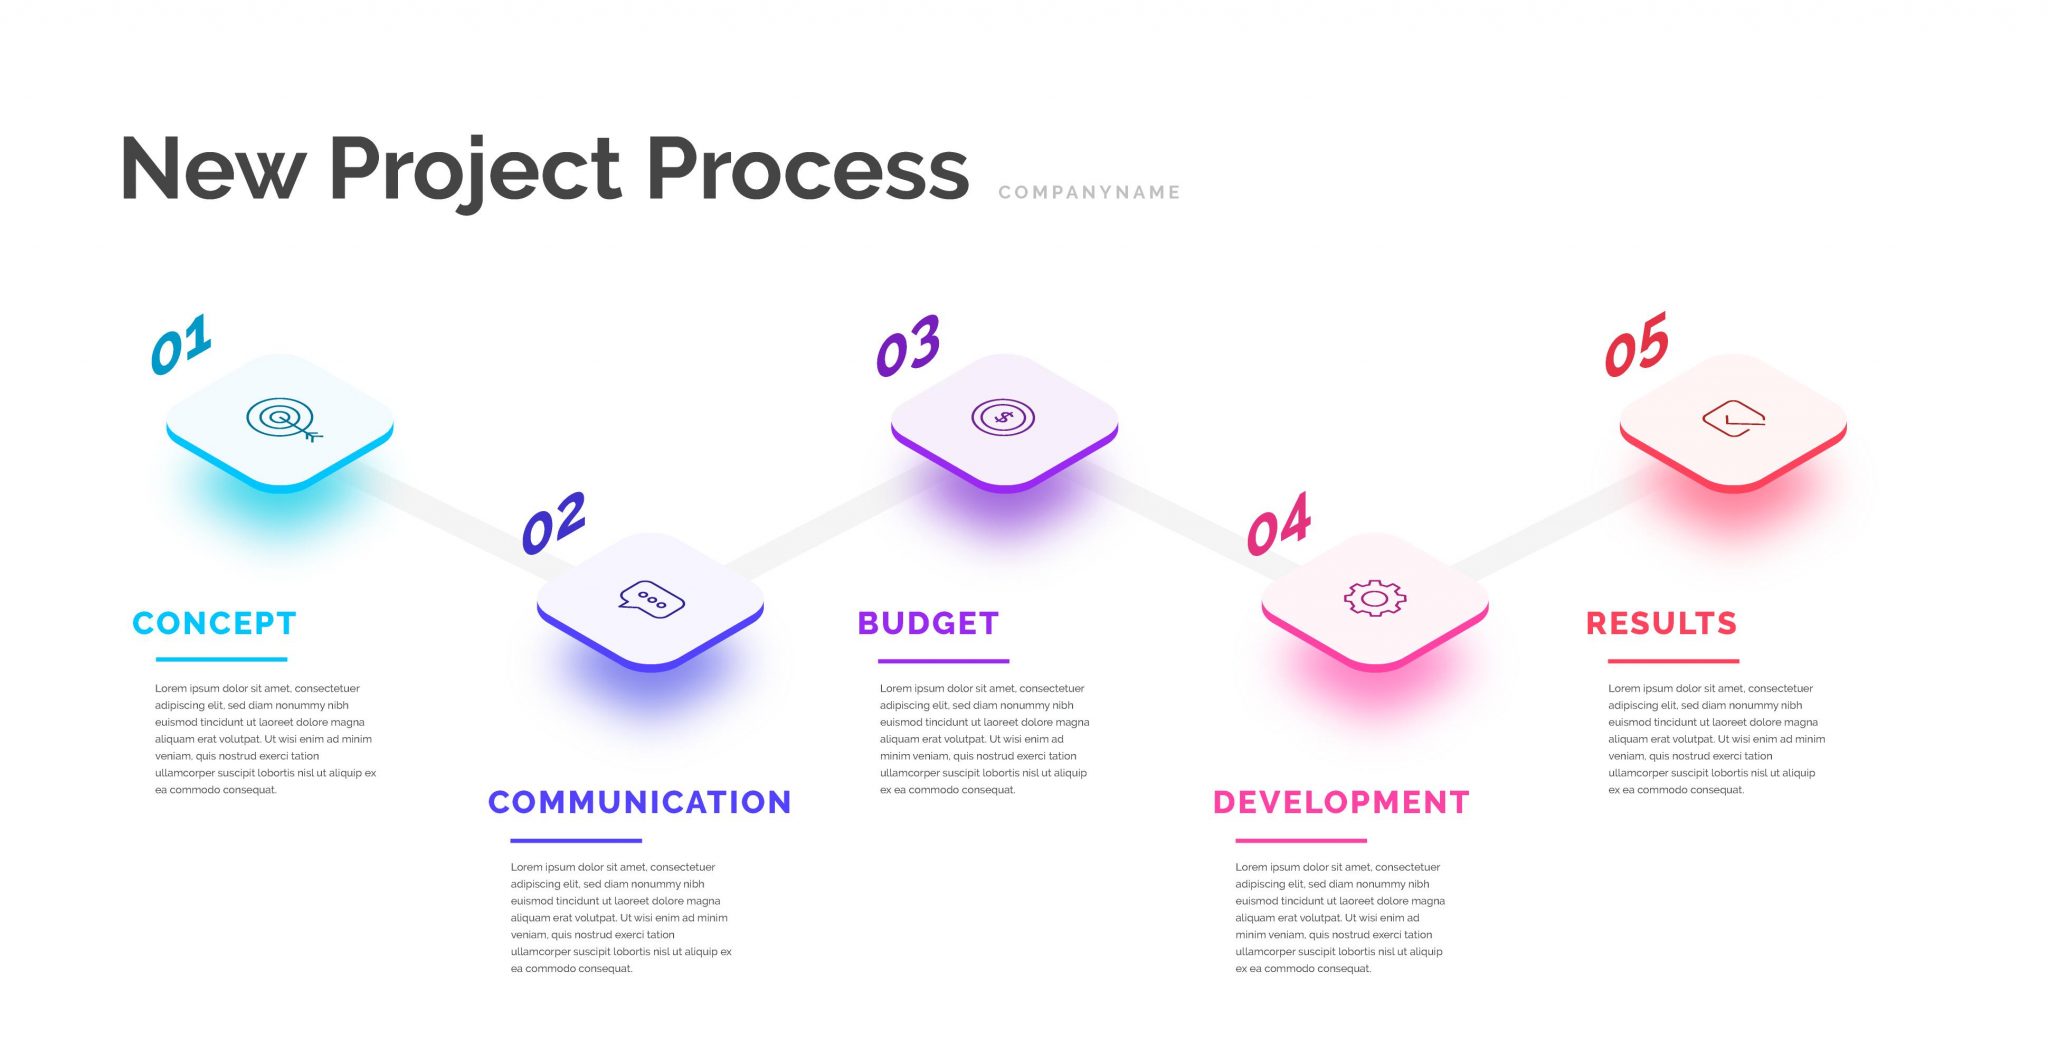 New Project Process COMPANYNAME
01
CONCEPT
Lorem ipsum dolor sit amet, consectetuer
adipiscing elit, sed diam nonummy nibh
euismod tincidunt ut laoreet dolore magna
aliquam erat volutpat. Ut wisi enim ad minim
veniam, quis nostrud exerci tation
ullamcorper suscipit lobortis nisl ut aliquip ex
ea commodo consequat.
02
COMMUNICATION
Lorem ipsum dolor sit amet, consectetuer
adipiscing elit, sed diam nonummy nibh
euismod tincidunt ut laoreet dolore magna
aliquam erat volutpat. Ut wisi enim ad minim
veniam, quis nostrud exerci tation
ullamcorper suscipit lobortis nisl ut aliquip ex
ea commodo consequat.
03
$
BUDGET
Lorem ipsum dolor sit amet, consectetuer
adipiscing elit, sed diam nonummy nibh
euismod tincidunt ut laoreet dolore magna
aliquam erat volutpat. Ut wisi enim ad
minim veniam, quis nostrud exerci tation
ullamcorper suscipit lobortis nisl ut aliquip
ex ea commodo consequat.
04
DEVELOPMENT
Lorem ipsum dolor sit amet, consectetuer
adipiscing elit, sed diam nonummy nibh
euismod tincidunt ut laoreet dolore magna
aliquam erat volutpat. Ut wisi enim ad
minim veniam, quis nostrud exerci tation
ullamcorper suscipit lobortis nisl ut aliquip
ex ea commodo consequat.
05
RESULTS
Lorem ipsum dolor sit amet, consectetuer
adipiscing elit, sed diam nonummy nibh
euismod tincidunt ut laoreet dolore magna
aliquam erat volutpat. Ut wisi enim ad minim
veniam, quis nostrud exerci tation
ullamcorper suscipit lobortis nisl ut aliquip
ex ea commodo consequat.